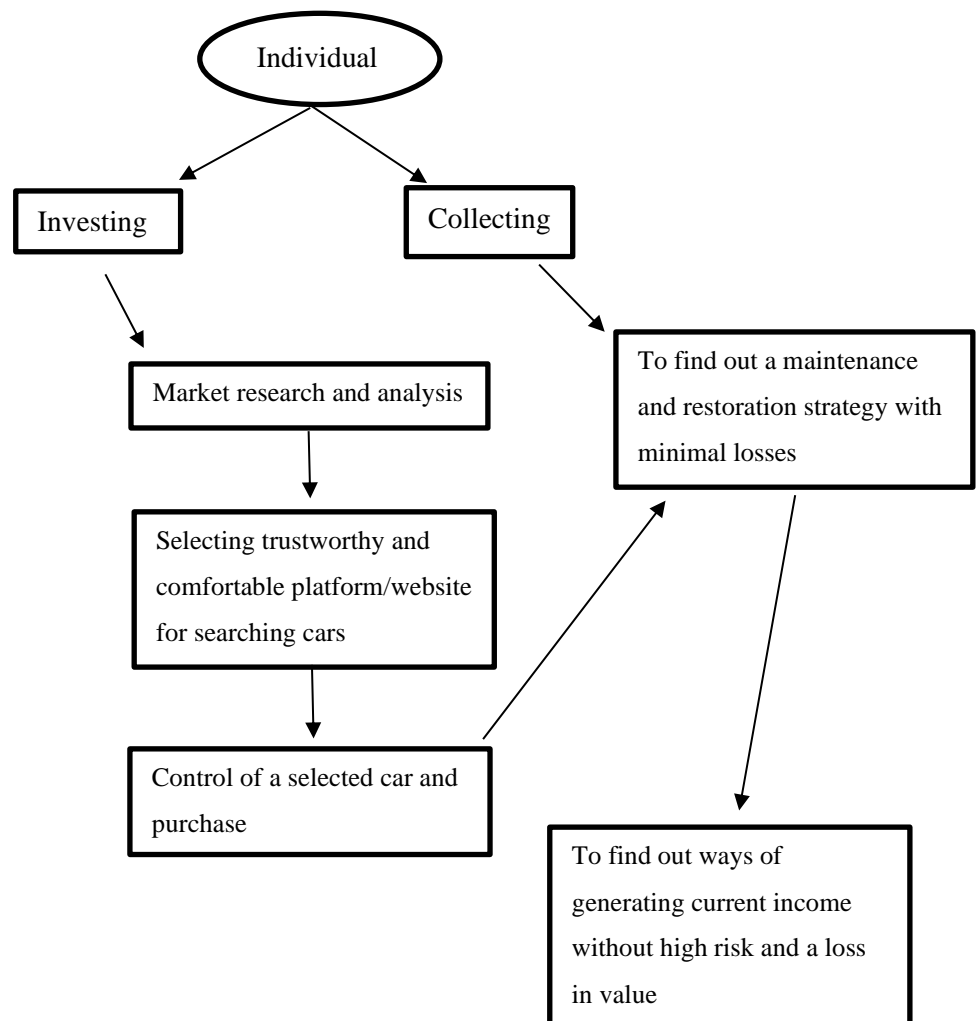 Individual
Investing
Collecting
Market research and analysis
To find out a maintenance
and restoration strategy with
minimal losses
Selecting trustworthy and
comfortable platform/website
for searching cars
Control of a selected car and
purchase
To find out ways of
generating current income
without high risk and a loss
in value